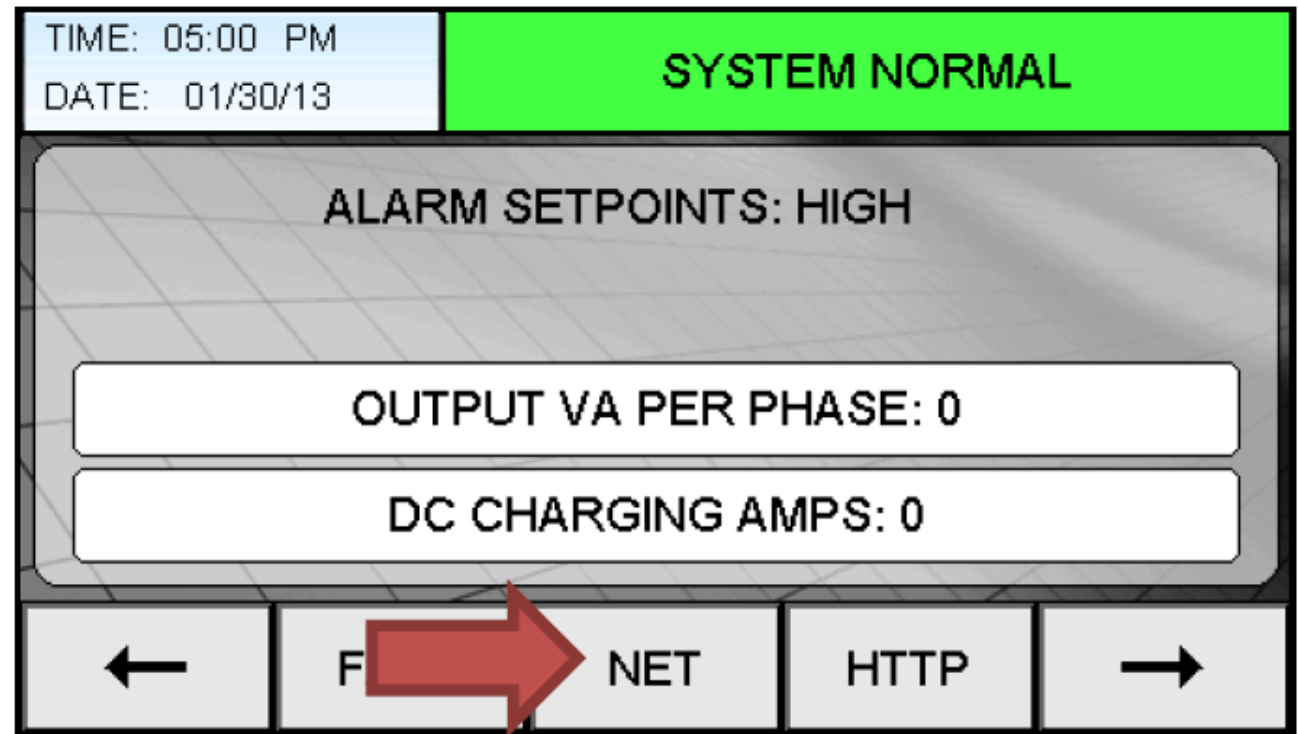 TIME: 05:00 PM
DATE: 01/30/13
SYSTEM NORMAL
ALARM SETPOINTS: HIGH
OUTPUT VA PER PHASE: 0
DC CHARGING AMPS: 0
NET HTTP